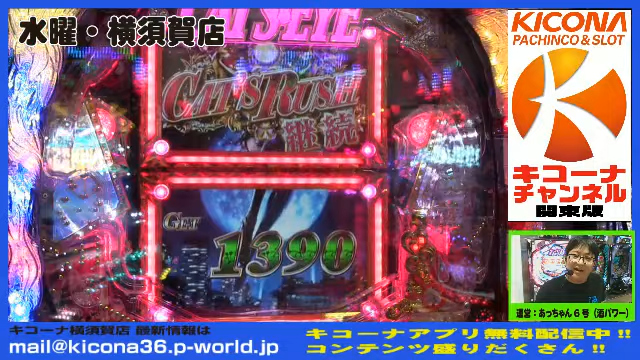 水曜・横須賀店
CAT'S EYE
CAT'S RUSH
継続
GET
1390
KICONA
PACHINCO & SLOT
キコーナ
チャンネル
関東版
運営:あっちゃん6号(酒パワー)
キコーナ横須賀店 最新情報は
mail@kicona36.p-world.jp
キコーナアプリ無料配信中!!
コンテンツ盛りだくさん!!